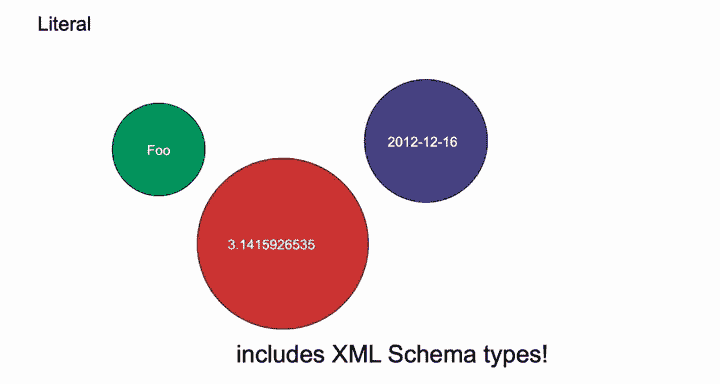 Literal
Foo
2012-12-16
3.1415926535
includes XML Schema types!